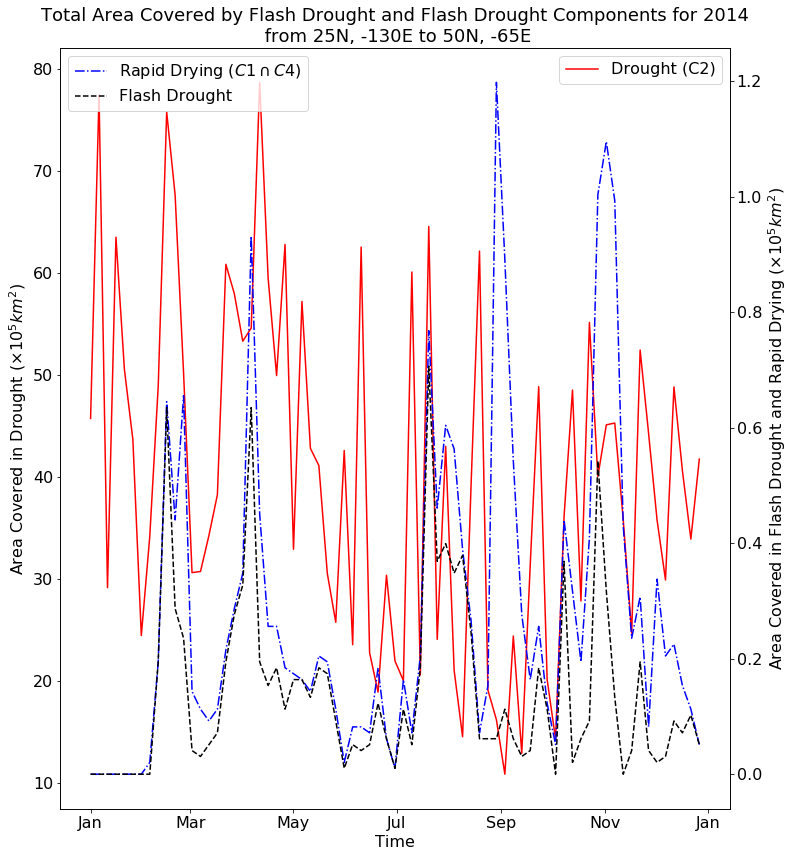 Total Area Covered by Flash Drought and Flash Drought Components for 2014
from 25N, -130E to 50N, -65E
Rapid Drying (C1 ∩ C4)
Flash Drought
Drought (C2)
80
70
60
50
40
30
20
10
Area Covered in Drought (×10⁵km²)
1.2
1.0
0.8
0.6
0.4
0.2
0.0
Area Covered in Flash Drought and Rapid Drying (×10⁵km²)
Jan Mar May Jul Sep Nov Jan
Time